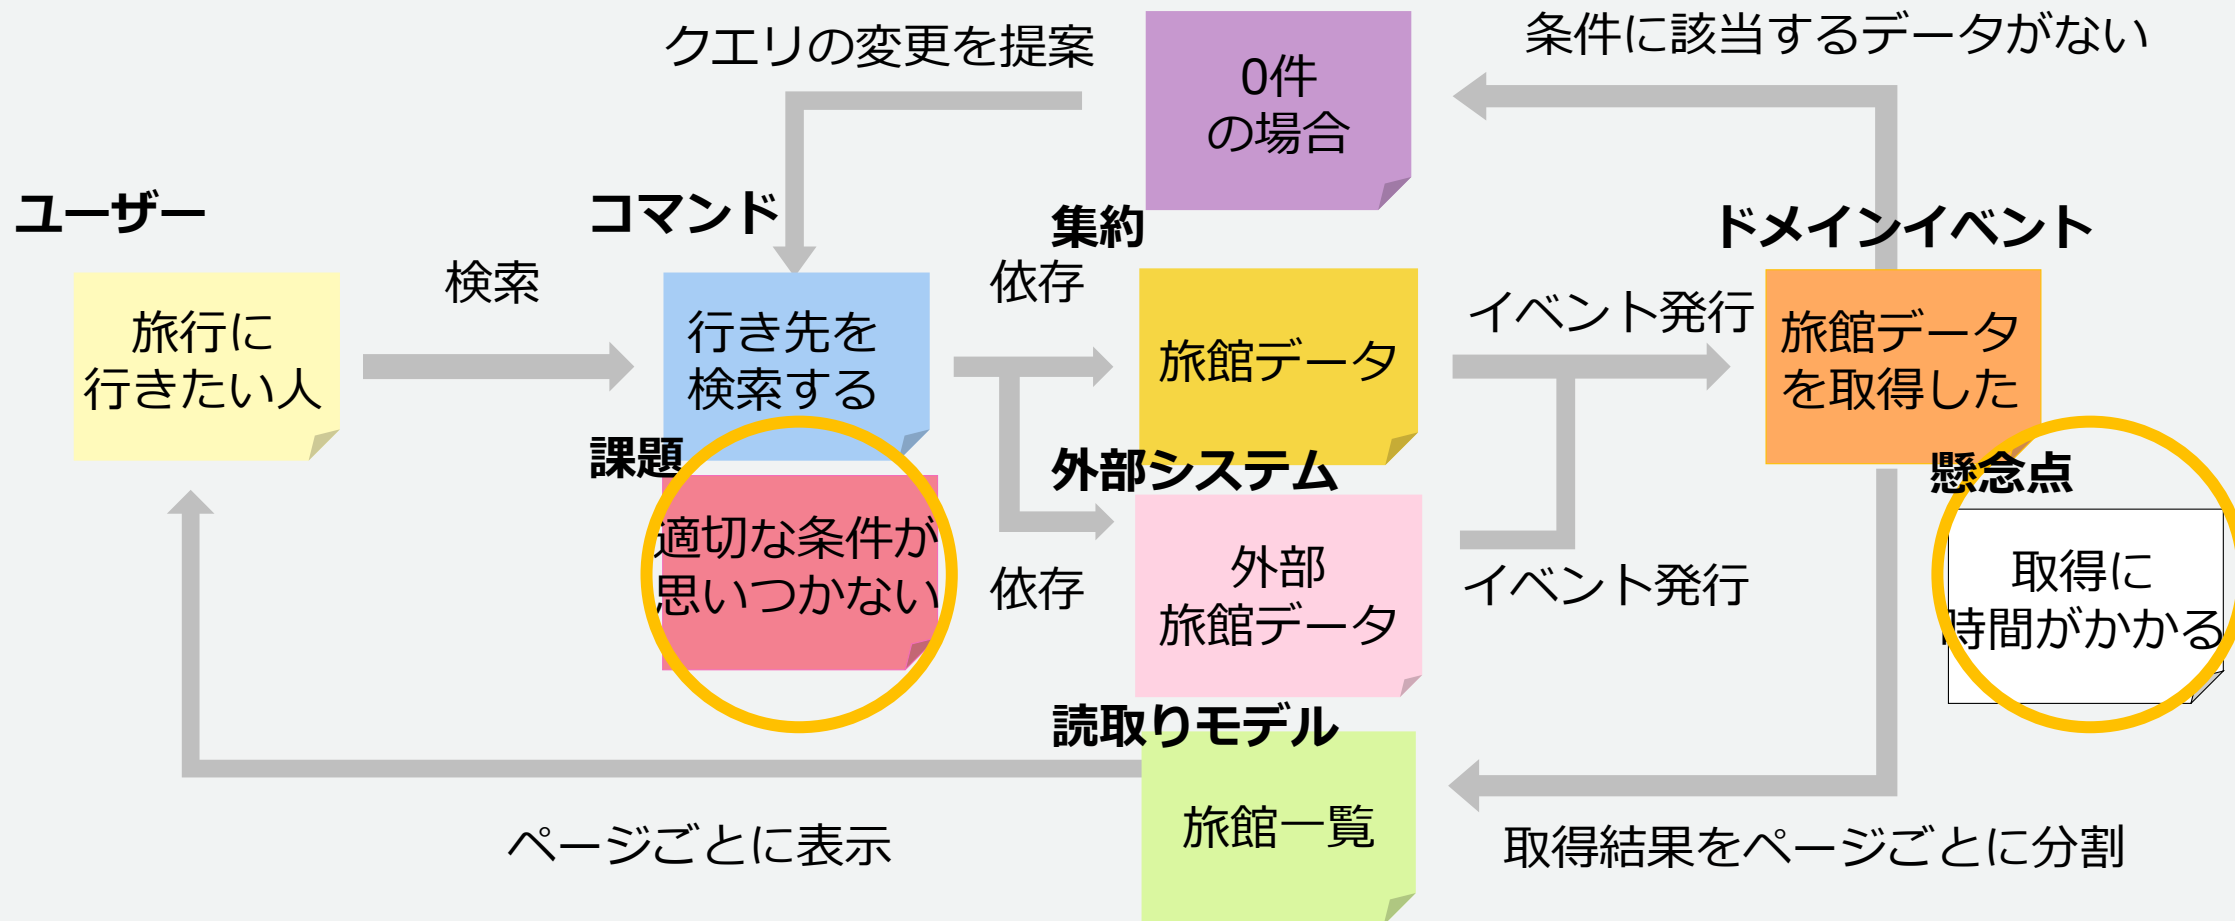 クエリの変更を提案
0件
の場合
条件に該当するデータがない
ユーザー
コマンド
集約
ドメインイベント
旅行に
行きたい人
検索
行き先を
検索する
依存
旅館データ
イベント発行
旅館データ
を取得した
課題
適切な条件が
思いつかない
外部システム
依存
外部
旅館データ
イベント発行
懸念点
取得に
時間がかかる
読取りモデル
旅館一覧
ページごとに表示
取得結果をページごとに分割